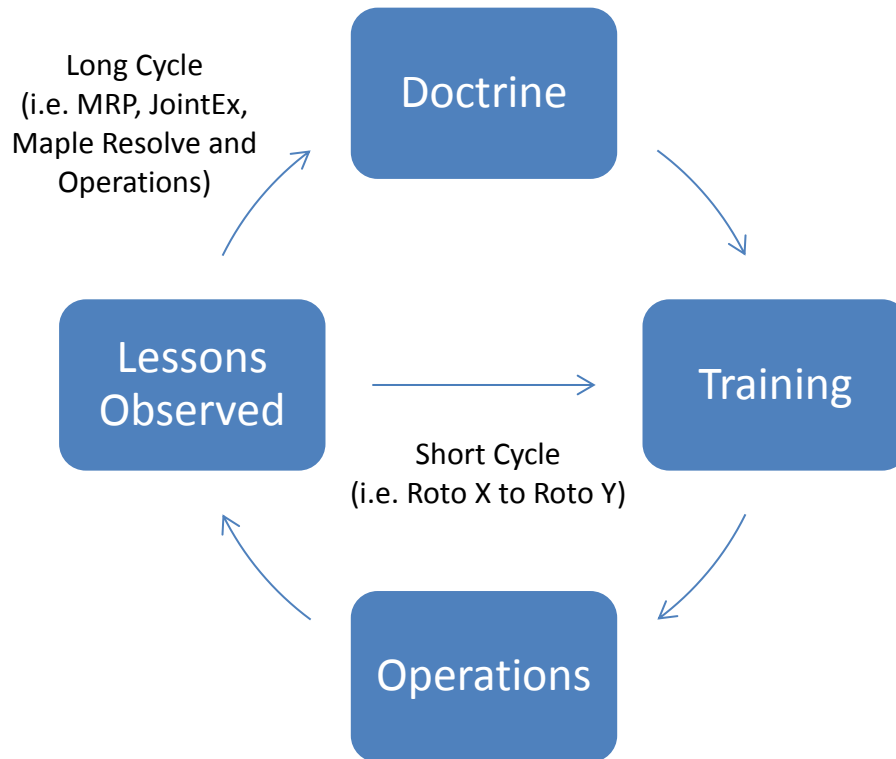 Long Cycle
(i.e. MRP, JointEx,
Maple Resolve and
Operations)
Doctrine
Lessons
Observed
Training
Short Cycle
(i.e. Roto X to Roto Y)
Operations